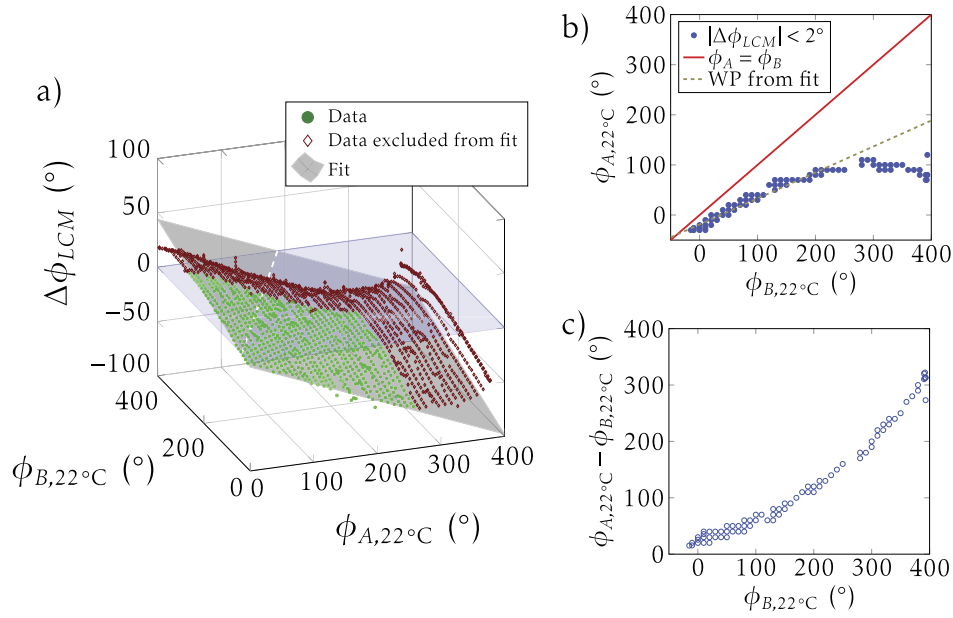 a)
Data
Data excluded from fit
Fit
Δϕ_LCM (°)
100
50
0
−50
−100
400
200
0
ϕ_B,22°C (°)
0
100
200
300
400
ϕ_A,22°C (°)
b)
|Δϕ_LCM| < 2°
ϕ_A = ϕ_B
WP from fit
ϕ_A,22°C (°)
400
300
200
100
0
0
100
200
300
400
ϕ_B,22°C (°)
c)
ϕ_A,22°C − ϕ_B,22°C (°)
400
300
200
100
0
0
100
200
300
400
ϕ_B,22°C (°)